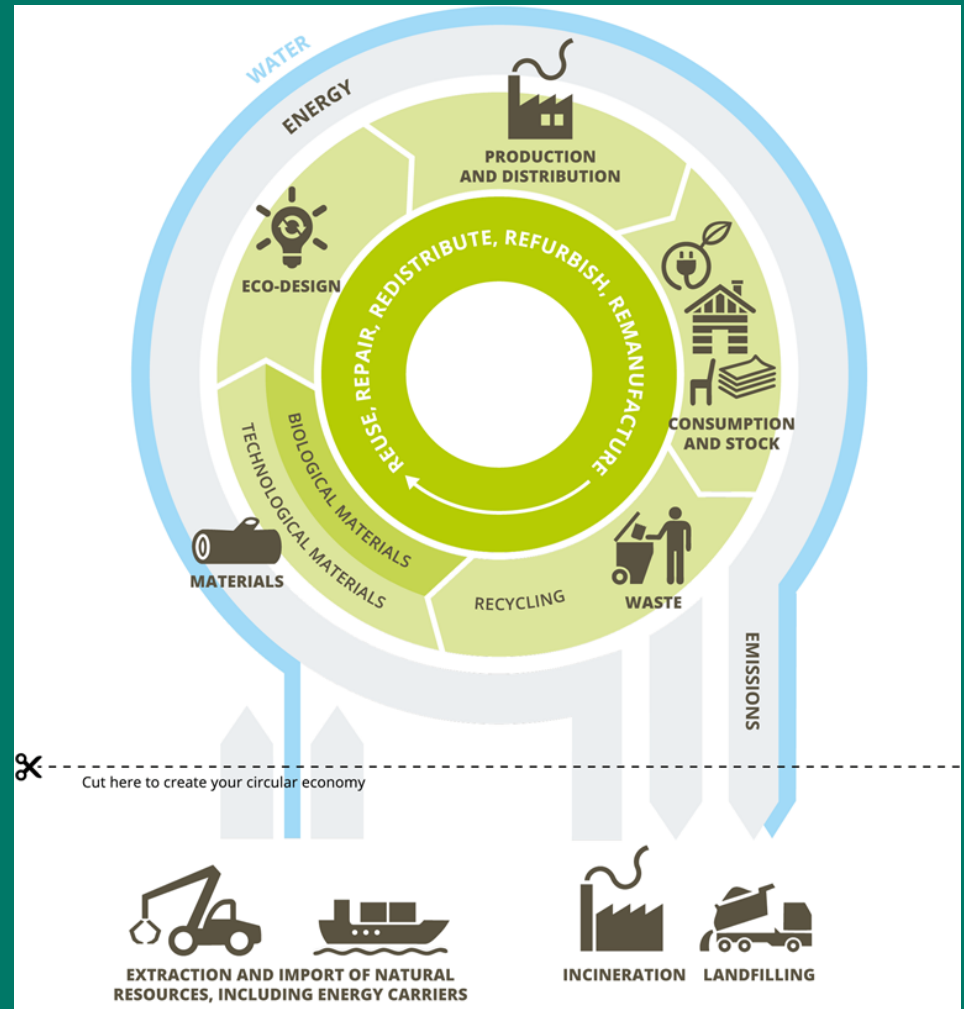 WATER
ENERGY
PRODUCTION
AND DISTRIBUTION
ECO-DESIGN
REUSE, REPAIR, REDISTRIBUTE, REFURBISH, REMANUFACTURE
CONSUMPTION
AND STOCK
BIOLOGICAL MATERIALS
TECHNOLOGICAL MATERIALS
MATERIALS
RECYCLING
WASTE
EMISSIONS
Cut here to create your circular economy
EXTRACTION AND IMPORT OF NATURAL
RESOURCES, INCLUDING ENERGY CARRIERS
INCINERATION
LANDFILLING